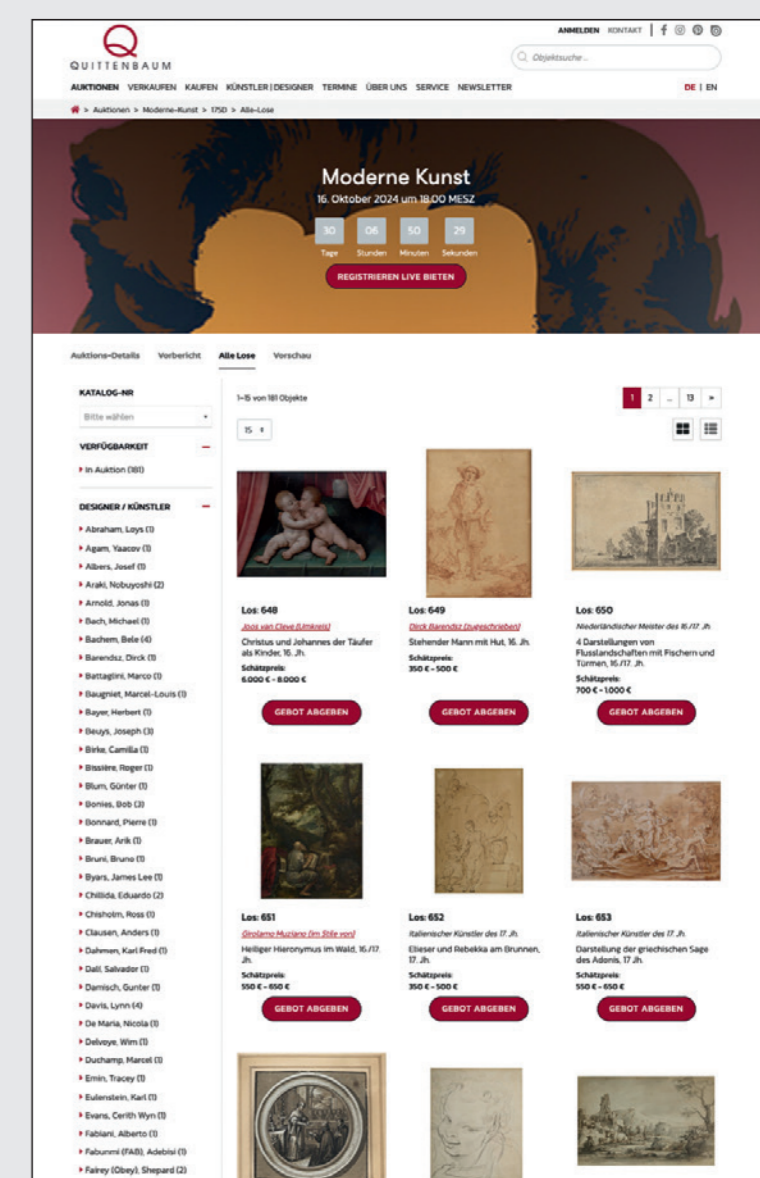 QUITTENBAUM
ANMELDEN KONTAKT
Objektsuche ...
AUKTIONEN VERKAUFEN KAUFEN KÜNSTLER | DESIGNER TERMINE ÜBER UNS SERVICE NEWSLETTER
DE | EN
> Auktionen > Moderne-Kunst > 175D > Alle-Lose
Moderne Kunst
16. Oktober 2024 um 18.00 MESZ
30 06 50 29
Tage Stunden Minuten Sekunden
REGISTRIEREN LIVE BIETEN
Auktions-Details Vorbericht Alle Lose Vorschau
KATALOG-NR
Bitte wählen
VERFÜGBARKEIT
In Auktion (181)
DESIGNER / KÜNSTLER
Abraham, Loys (1)
Agam, Yaacov (1)
Albers, Josef (1)
Araki, Nobuyoshi (2)
Arnold, Jonas (1)
Bach, Michael (1)
Bachem, Bele (4)
Barendsz, Dirck (1)
Battaglini, Marco (1)
Baugniet, Marcel-Louis (1)
Bayer, Herbert (1)
Beuys, Joseph (3)
Birke, Camilla (1)
Bissière, Roger (1)
Blum, Günter (1)
Bonies, Bob (3)
Bonnard, Pierre (1)
Brauer, Arik (1)
Bruni, Bruno (1)
Byars, James Lee (1)
Chillida, Eduardo (2)
Chisholm, Ross (1)
Clausen, Anders (1)
Dahmen, Karl Fred (1)
Dalí, Salvador (1)
Damisch, Gunter (1)
Davis, Lynn (4)
De Maria, Nicola (1)
Delvoye, Wim (1)
Duchamp, Marcel (1)
Emin, Tracey (1)
Eulenstein, Karl (1)
Evans, Cerith Wyn (1)
Fabiani, Alberto (1)
Fabunmi (FAB), Adebisi (1)
Fairey (Obey), Shepard (2)
1-15 von 181 Objekte
1 2 ... 13 »
15
Los: 648
Joos van Cleve (Umkreis)
Christus und Johannes der Täufer
als Kinder, 16. Jh.
Schätzpreis:
6.000 € - 8.000 €
GEBOT ABGEBEN
Los: 649
Dirck Barendsz (zugeschrieben)
Stehender Mann mit Hut, 16. Jh.
Schätzpreis:
350 € - 500 €
GEBOT ABGEBEN
Los: 650
Niederländischer Meister des 16./17. Jh.
4 Darstellungen von
Flusslandschaften mit Fischern und
Türmen, 16./17. Jh.
Schätzpreis:
700 € - 1.000 €
GEBOT ABGEBEN
Los: 651
Girolamo Muziano (im Stile von)
Heiliger Hieronymus im Wald, 16./17.
Jh.
Schätzpreis:
550 € - 650 €
GEBOT ABGEBEN
Los: 652
Italienischer Künstler des 17. Jh.
Elieser und Rebekka am Brunnen,
17. Jh.
Schätzpreis:
350 € - 500 €
GEBOT ABGEBEN
Los: 653
Italienischer Künstler des 17. Jh.
Darstellung der griechischen Sage
des Adonis, 17 Jh.
Schätzpreis:
550 € - 650 €
GEBOT ABGEBEN